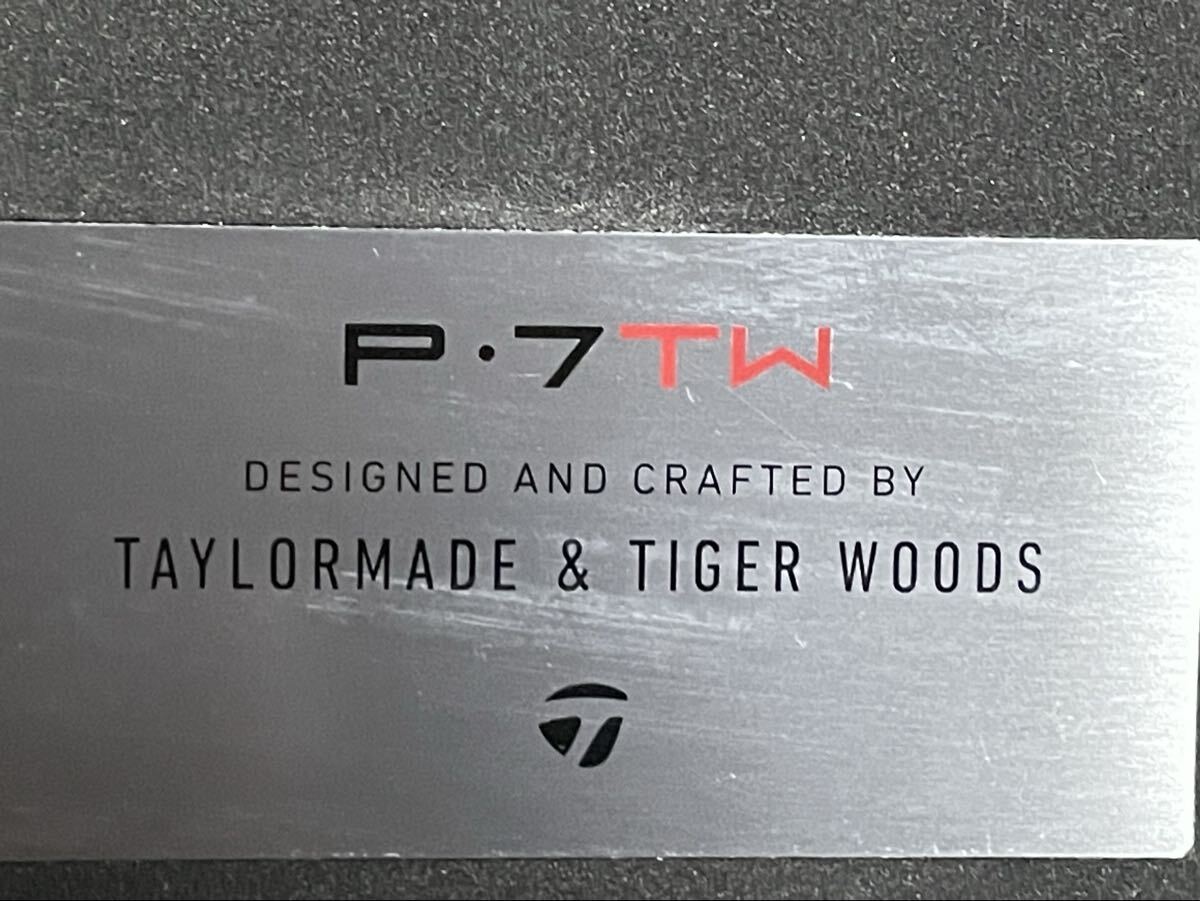 P·7TW
DESIGNED AND CRAFTED BY
TAYLORMADE & TIGER WOODS